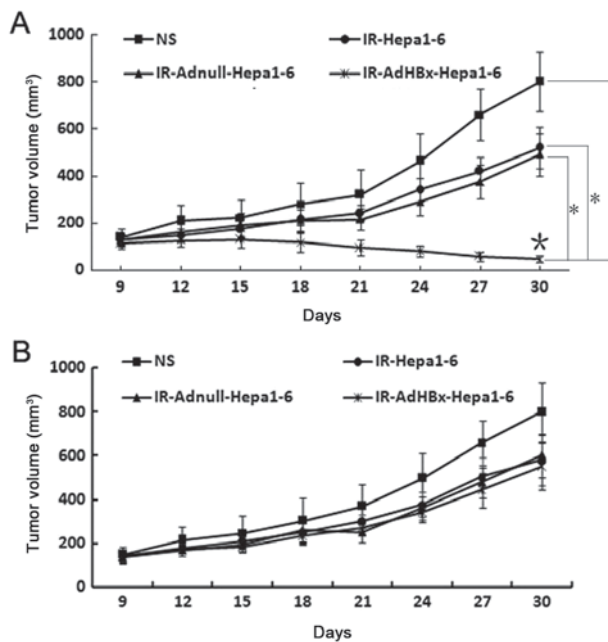 A
NS
IR-Hepa1-6
IR-Adnull-Hepa1-6
IR-AdHBx-Hepa1-6
Tumor volume (mm³)
1000
800
600
400
200
0
*
*
*
9 12 15 18 21 24 27 30
Days
B
NS
IR-Hepa1-6
IR-Adnull-Hepa1-6
IR-AdHBx-Hepa1-6
Tumor volume (mm³)
1000
800
600
400
200
0
9 12 15 18 21 24 27 30
Days